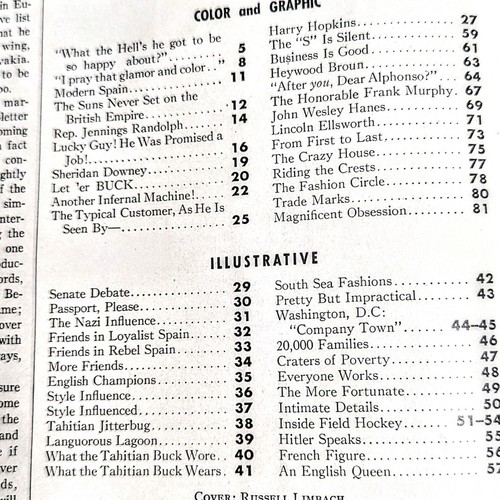 COLOR and GRAPHIC
"What the Hell's he got to be
so happy about?" 5
"I pray that glamor and color. ." 8
Modern Spain 11
The Suns Never Set on the
British Empire 12
Rep. Jennings Randolph 14
Lucky Guy! He Was Promised a
Job! 16
Sheridan Downey 19
Let 'er BUCK 20
Another Infernal Machine! 22
The Typical Customer, As He Is
Seen By— 25
Harry Hopkins 27
The "S" Is Silent 59
Business Is Good 61
Heywood Broun 63
"After you, Dear Alphonso?" 64
The Honorable Frank Murphy 67
John Wesley Hanes 69
Lincoln Ellsworth 71
From First to Last 73
The Crazy House 75
Riding the Crests 77
The Fashion Circle 78
Trade Marks 80
Magnificent Obsession 81
ILLUSTRATIVE
Senate Debate 29
Passport, Please 30
The Nazi Influence 31
Friends in Loyalist Spain 32
Friends in Rebel Spain 33
More Friends 34
English Champions 35
Style Influence 36
Style Influenced 37
Tahitian Jitterbug 38
Languorous Lagoon 39
What the Tahitian Buck Wore 40
What the Tahitian Buck Wears 41
South Sea Fashions 42
Pretty But Impractical 43
Washington, D.C:
"Company Town" 44–45
20,000 Families 46
Craters of Poverty 47
Everyone Works 48
The More Fortunate 49
Intimate Details 50
Inside Field Hockey 51–54
Hitler Speaks 55
French Figure 56
An English Queen 57
COVER: RUSSELL LIMBACH